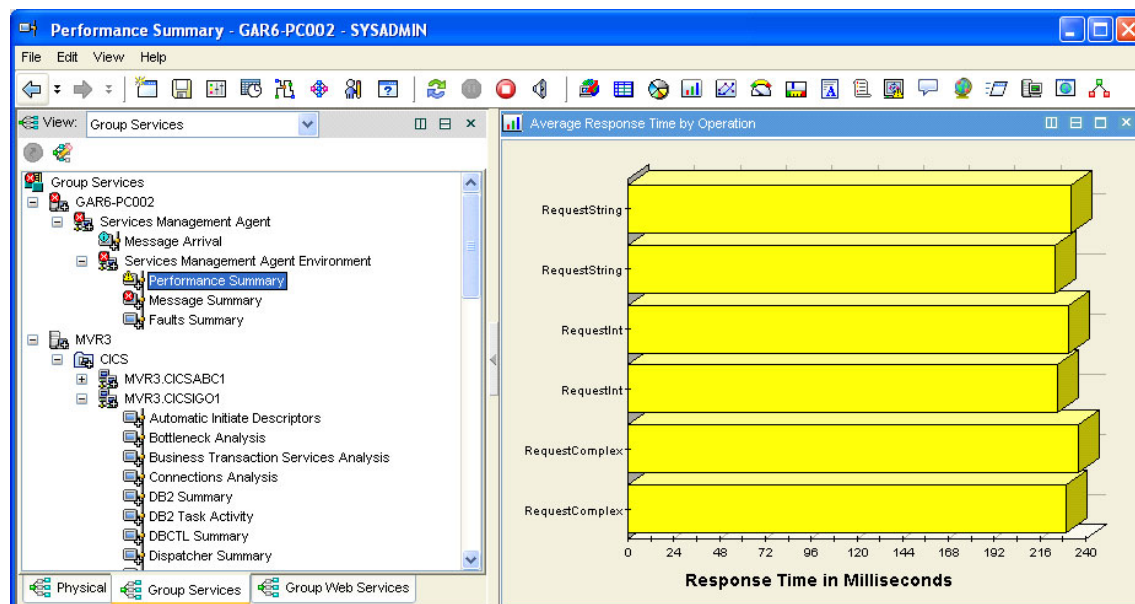 Performance Summary - GAR6-PC002 - SYSADMIN
File Edit View Help
View: Group Services
Average Response Time by Operation
Group Services
GAR6-PC002
Services Management Agent
Message Arrival
Services Management Agent Environment
Performance Summary
Message Summary
Faults Summary
MVR3
CICS
MVR3.CICSABC1
MVR3.CICSIGO1
Automatic Initiate Descriptors
Bottleneck Analysis
Business Transaction Services Analysis
Connections Analysis
DB2 Summary
DB2 Task Activity
DBCTL Summary
Dispatcher Summary
Physical Group Services Group Web Services
RequestString
RequestString
RequestInt
RequestInt
RequestComplex
RequestComplex
0 24 48 72 96 120 144 168 192 216 240
Response Time in Milliseconds